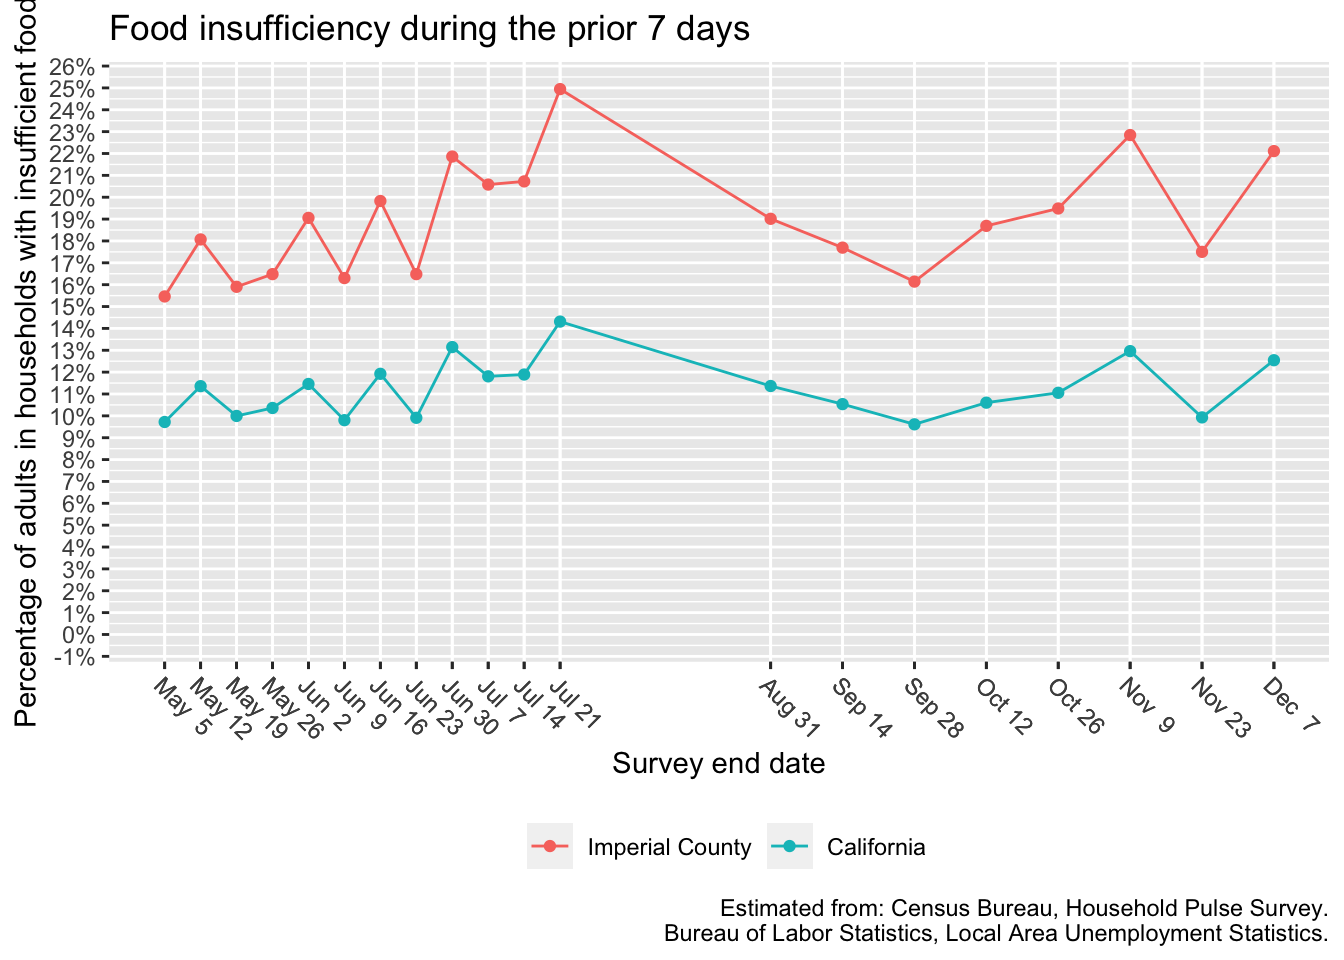 Food insufficiency during the prior 7 days
Percentage of adults in households with insufficient food
26%
25%
24%
23%
22%
21%
20%
19%
18%
17%
16%
15%
14%
13%
12%
11%
10%
9%
8%
7%
6%
5%
4%
3%
2%
1%
0%
-1%
May 5
May 12
May 19
May 26
Jun 2
Jun 9
Jun 16
Jun 23
Jun 30
Jul 7
Jul 14
Jul 21
Aug 31
Sep 14
Sep 28
Oct 12
Oct 26
Nov 9
Nov 23
Dec 7
Survey end date
Imperial County
California
Estimated from: Census Bureau, Household Pulse Survey.
Bureau of Labor Statistics, Local Area Unemployment Statistics.